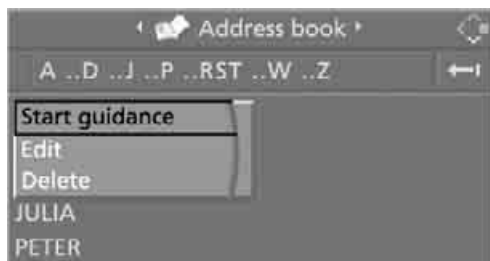 Address book
A ..D ..J ..P ..RST ..W ..Z
Start guidance
Edit
Delete
JULIA
PETER